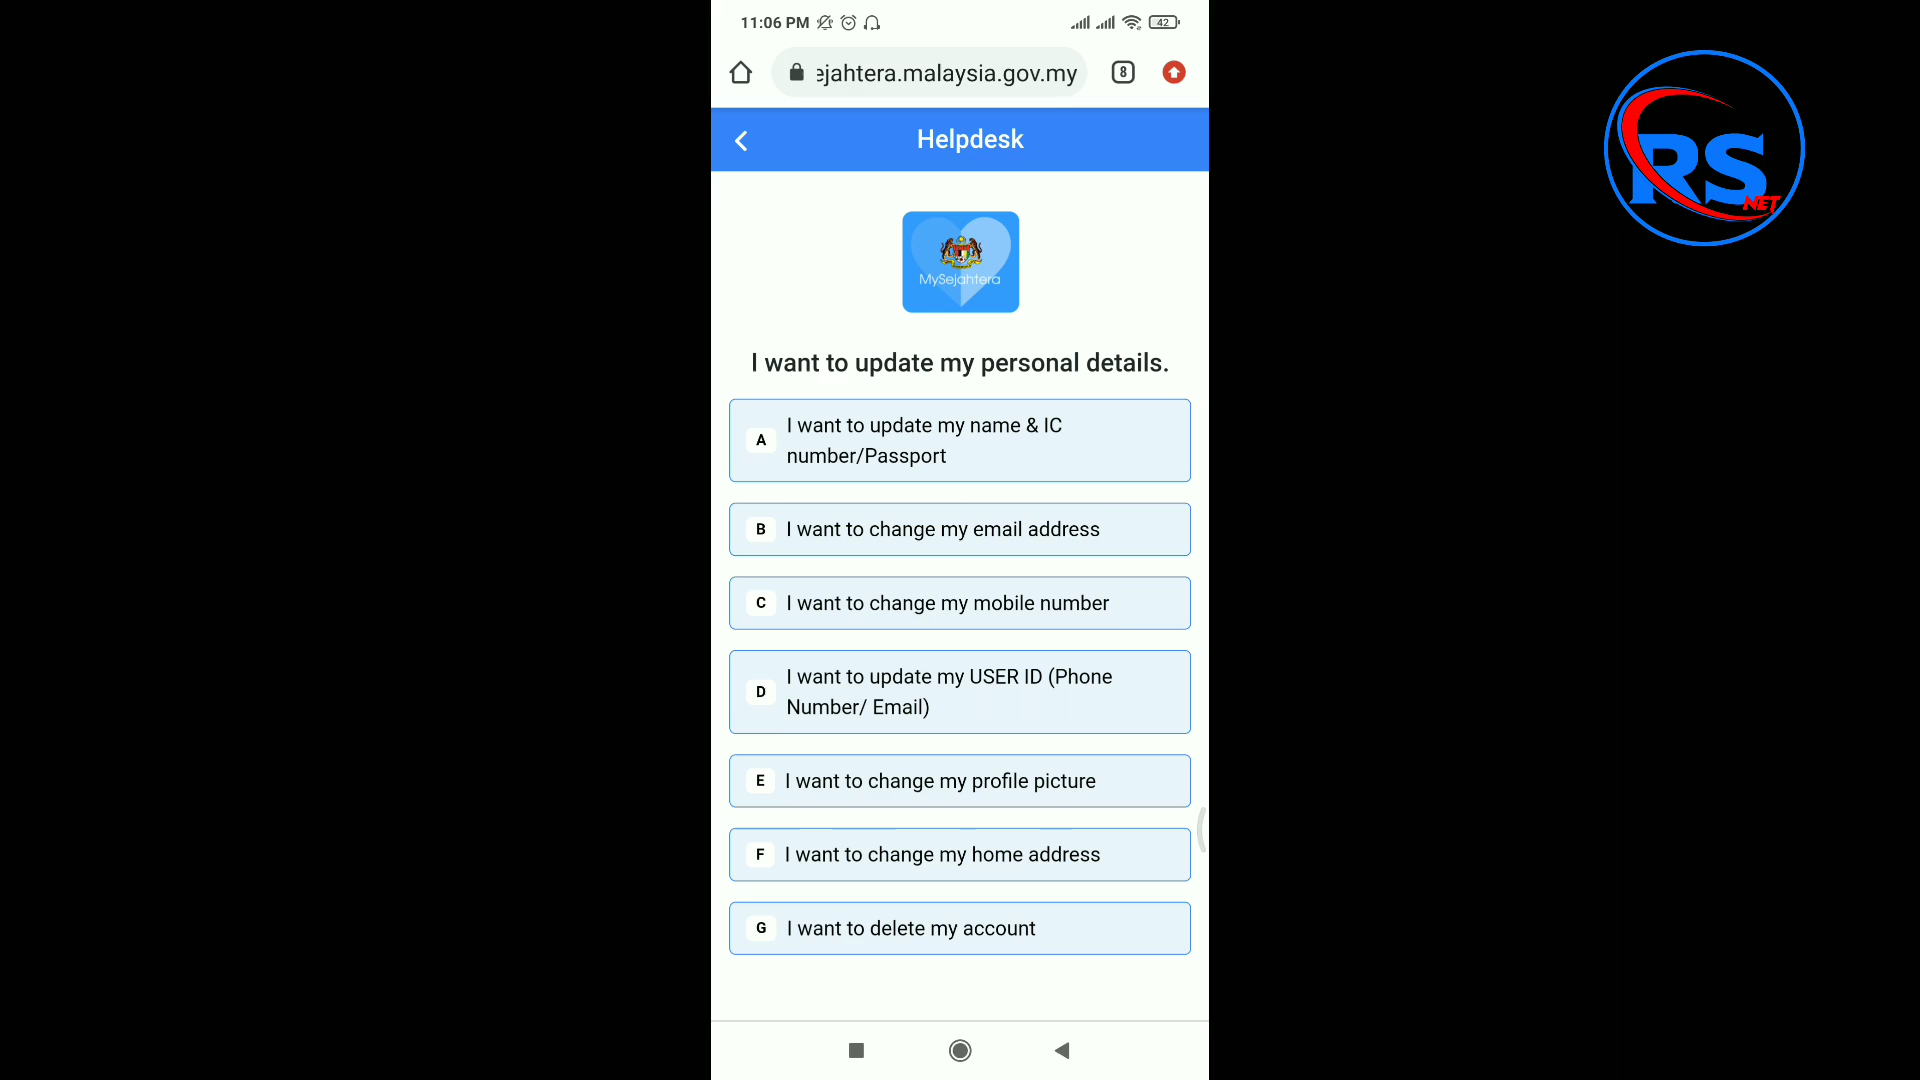 11:06 PM
42
ejahtera.malaysia.gov.my
8
Helpdesk
MySejahtera
I want to update my personal details.
A
I want to update my name & IC
number/Passport
B
I want to change my email address
C
I want to change my mobile number
D
I want to update my USER ID (Phone
Number/ Email)
E
I want to change my profile picture
F
I want to change my home address
G
I want to delete my account
RS
NET